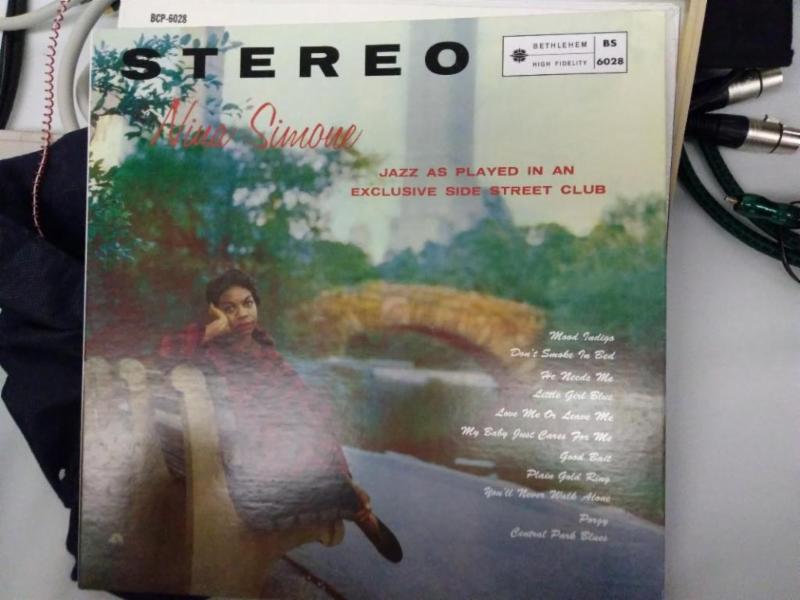 BCP-6028
STEREO
BETHLEHEM
HIGH FIDELITY
BS
6028
Nina Simone
JAZZ AS PLAYED IN AN
EXCLUSIVE SIDE STREET CLUB
Mood Indigo
Don't Smoke In Bed
He Needs Me
Little Girl Blue
Love Me Or Leave Me
My Baby Just Cares For Me
Good Bait
Plain Gold Ring
You'll Never Walk Alone
Porgy
Central Park Blues